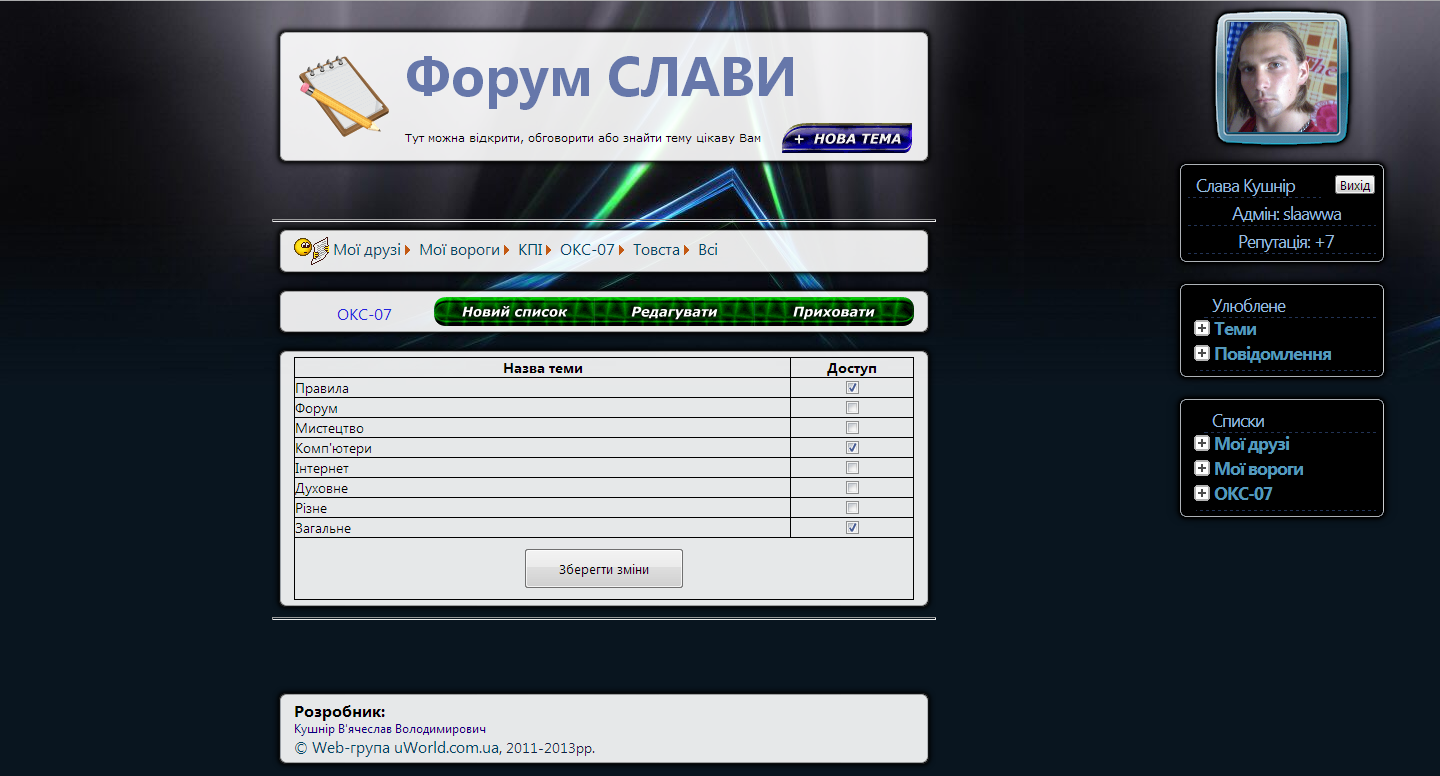 Форум СЛАВИ
Тут можна відкрити, обговорити або знайти тему цікаву Вам
+ НОВА ТЕМА
Слава Кушнір Вихід
Адмін: slaawwa
Репутація: +7
Мої друзі Мої вороги КПІ ОКС-07 Товста Всі
ОКС-07 Новий список Редагувати Приховати
Улюблене
Теми
Повідомлення
Назва теми Доступ
Правила
Форум
Мистецтво
Комп'ютери
Інтернет
Духовне
Різне
Загальне
Зберегти зміни
Списки
Мої друзі
Мої вороги
ОКС-07
Розробник:
Кушнір В'ячеслав Володимирович
© Web-група uWorld.com.ua, 2011-2013рр.